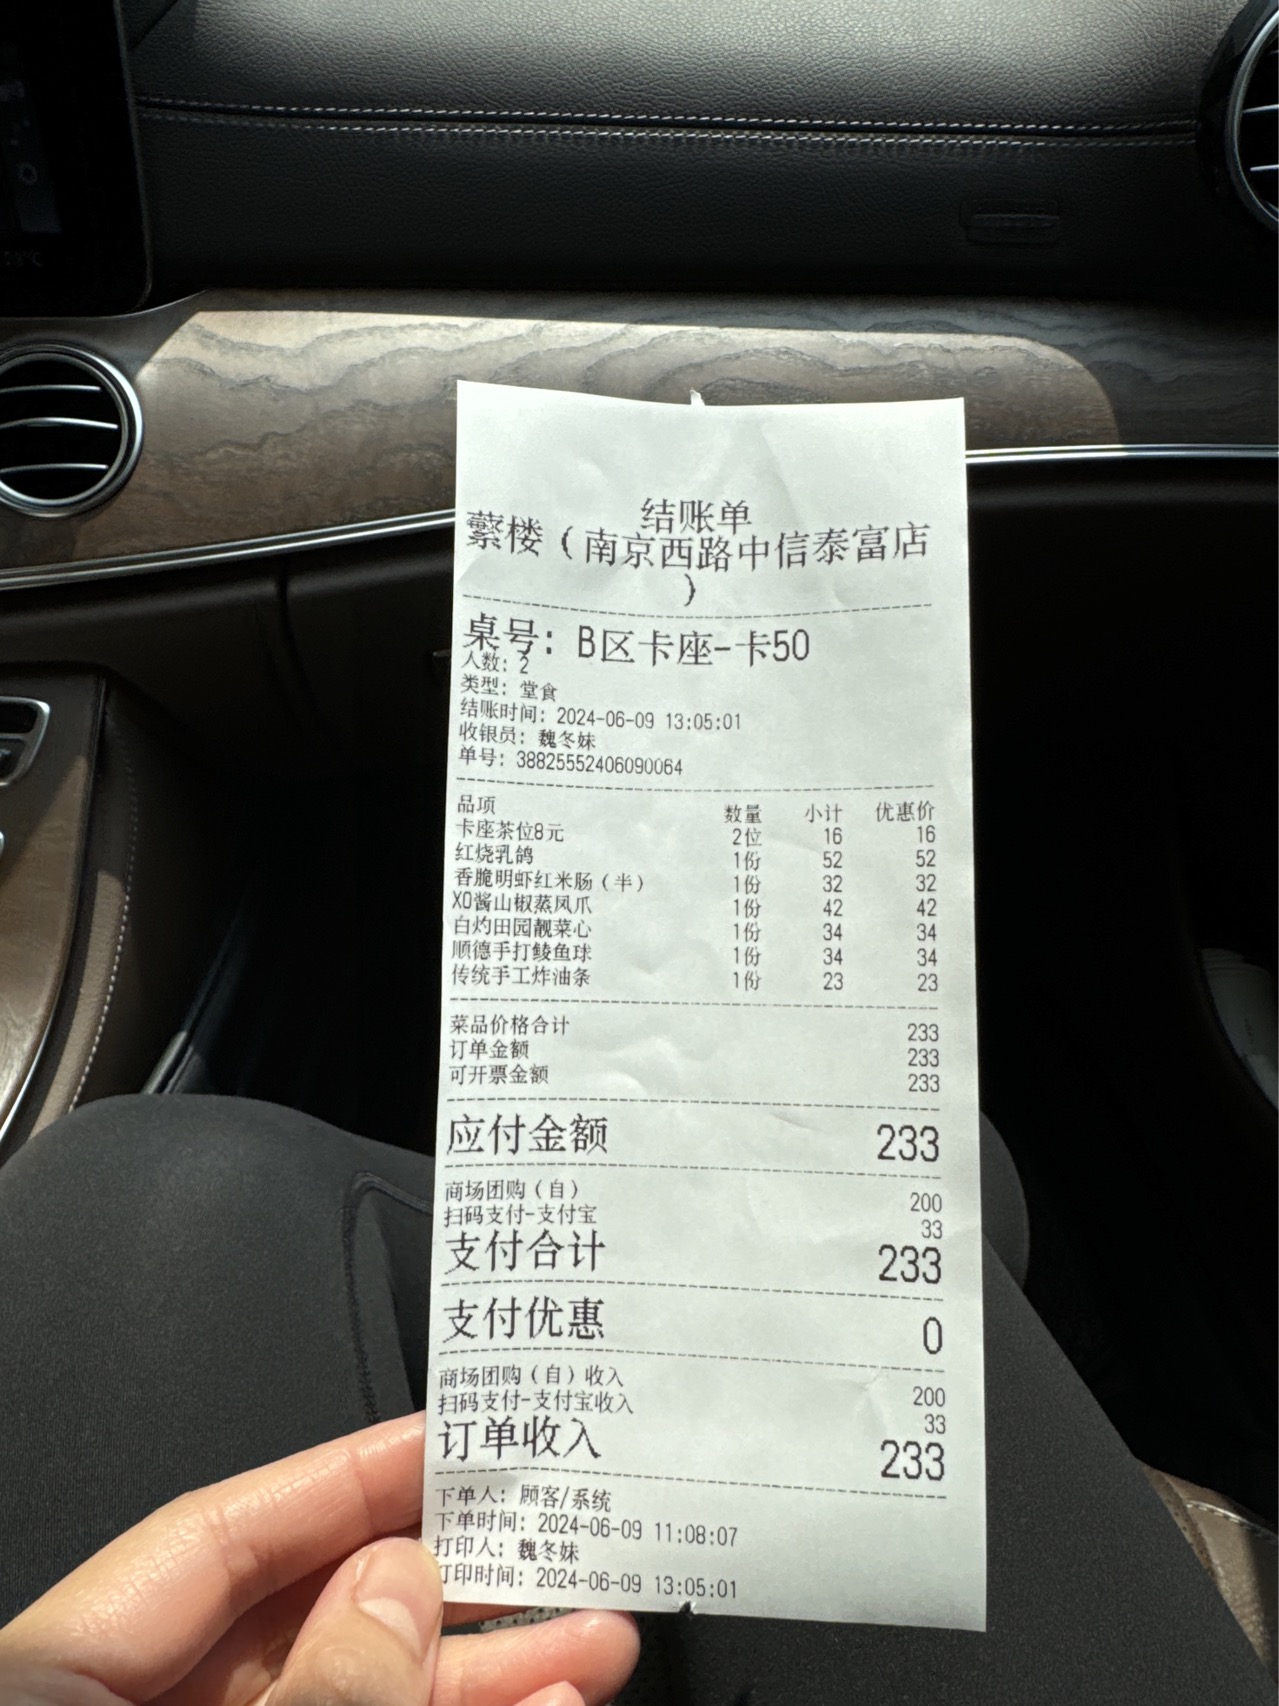 结账单
蘩楼（南京西路中信泰富店
）
桌号：B区卡座-卡50
人数：2
类型：堂食
结账时间：2024-06-09 13:05:01
收银员：魏冬妹
单号：38825552406090064
品项 数量 小计 优惠价
卡座茶位8元 2位 16 16
红烧乳鸽 1份 52 52
香脆明虾红米肠（半） 1份 32 32
XO酱山椒蒸凤爪 1份 42 42
白灼田园靓菜心 1份 34 34
顺德手打鲮鱼球 1份 34 34
传统手工炸油条 1份 23 23
菜品价格合计 233
订单金额 233
可开票金额 233
应付金额 233
商场团购（自） 200
扫码支付-支付宝 33
支付合计 233
支付优惠 0
商场团购（自）收入 200
扫码支付-支付宝收入 33
订单收入 233
下单人：顾客/系统
下单时间：2024-06-09 11:08:07
打印人：魏冬妹
打印时间：2024-06-09 13:05:01